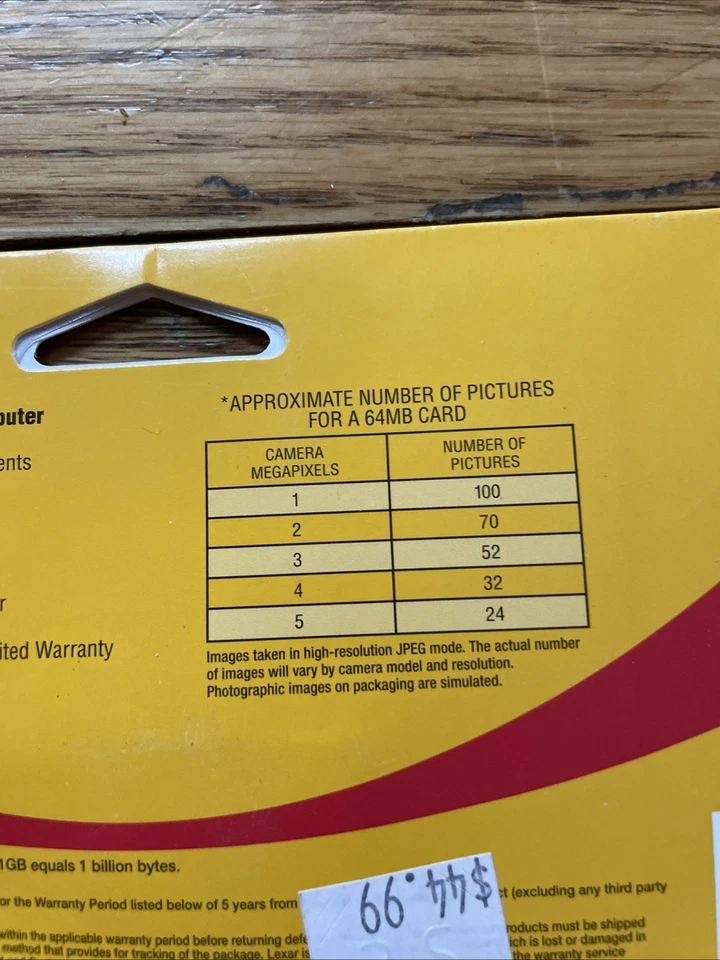 *APPROXIMATE NUMBER OF PICTURES
FOR A 64MB CARD
CAMERA MEGAPIXELS NUMBER OF PICTURES
1 100
2 70
3 52
4 32
5 24
Images taken in high-resolution JPEG mode. The actual number
of images will vary by camera model and resolution.
Photographic images on packaging are simulated.
puter
ents
r
ited Warranty
1GB equals 1 billion bytes.
$44.99
or the Warranty Period listed below of 5 years from ct (excluding any third party
within the applicable warranty period before returning defe roducts must be shipped
method that provides for tracking of the package. Lexar is ich is lost or damaged in
the warranty service